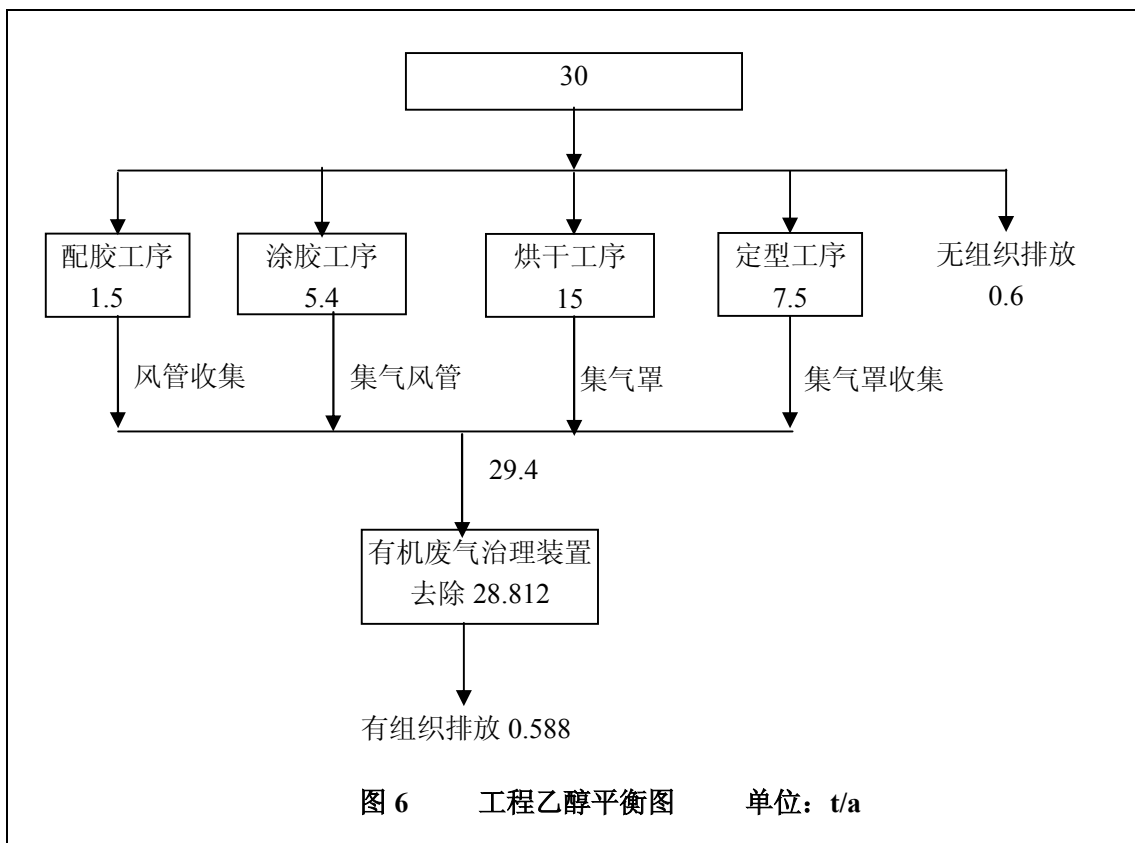 30
配胶工序
1.5
涂胶工序
5.4
烘干工序
15
定型工序
7.5
无组织排放
0.6
风管收集
集气风管
集气罩
集气罩收集
29.4
有机废气治理装置
去除 28.812
有组织排放 0.588
图 6 工程乙醇平衡图 单位：t/a